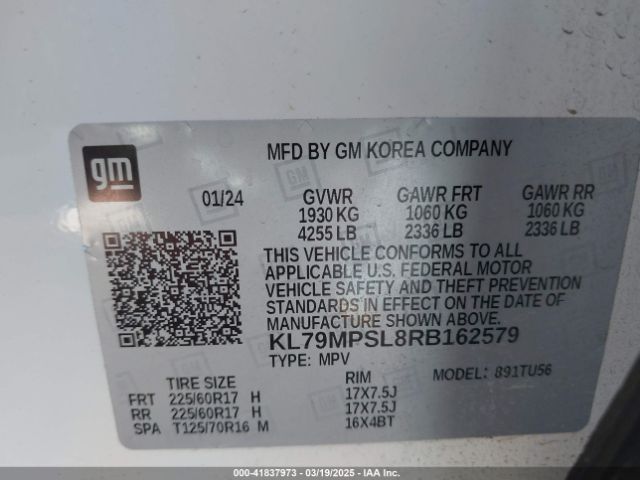 gm
MFD BY GM KOREA COMPANY
01/24 GVWR GAWR FRT GAWR RR
1930 KG 1060 KG 1060 KG
4255 LB 2336 LB 2336 LB
THIS VEHICLE CONFORMS TO ALL
APPLICABLE U.S. FEDERAL MOTOR
VEHICLE SAFETY AND THEFT PREVENTION
STANDARDS IN EFFECT ON THE DATE OF
MANUFACTURE SHOWN ABOVE.
KL79MPSL8RB162579
TYPE: MPV MODEL: 891TU56
TIRE SIZE RIM
FRT 225/60R17 H 17X7.5J
RR 225/60R17 H 17X7.5J
SPA T125/70R16 M 16X4BT
000-41837973 / 03/19/2025 / IAAI.COM